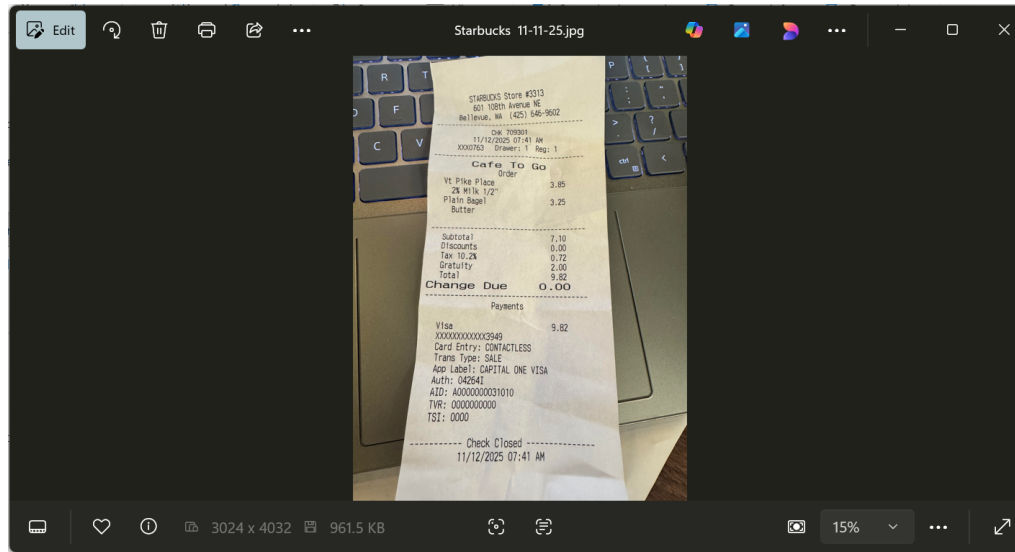 Edit
Starbucks 11-11-25.jpg
R T P
F
C V > ? /
ctrl <
STARBUCKS Store #3313
601 108th Avenue NE
Bellevue, WA (425) 646-9602
CHK 709301
11/12/2025 07:41 AM
XXX0763 Drawer: 1 Reg: 1
Cafe To Go
Order
Vt Pike Place 3.85
2% Milk 1/2"
Plain Bagel 3.25
Butter
Subtotal 7.10
Discounts 0.00
Tax 10.2% 0.72
Gratuity 2.00
Total 9.82
Change Due 0.00
Payments
Visa 9.82
XXXXXXXXXXXX3949
Card Entry: CONTACTLESS
Trans Type: SALE
App Label: CAPITAL ONE VISA
Auth: 04264I
AID: A0000000031010
TVR: 0000000000
TSI: 0000
---------- Check Closed ------------
11/12/2025 07:41 AM
3024 x 4032 961.5 KB 15%